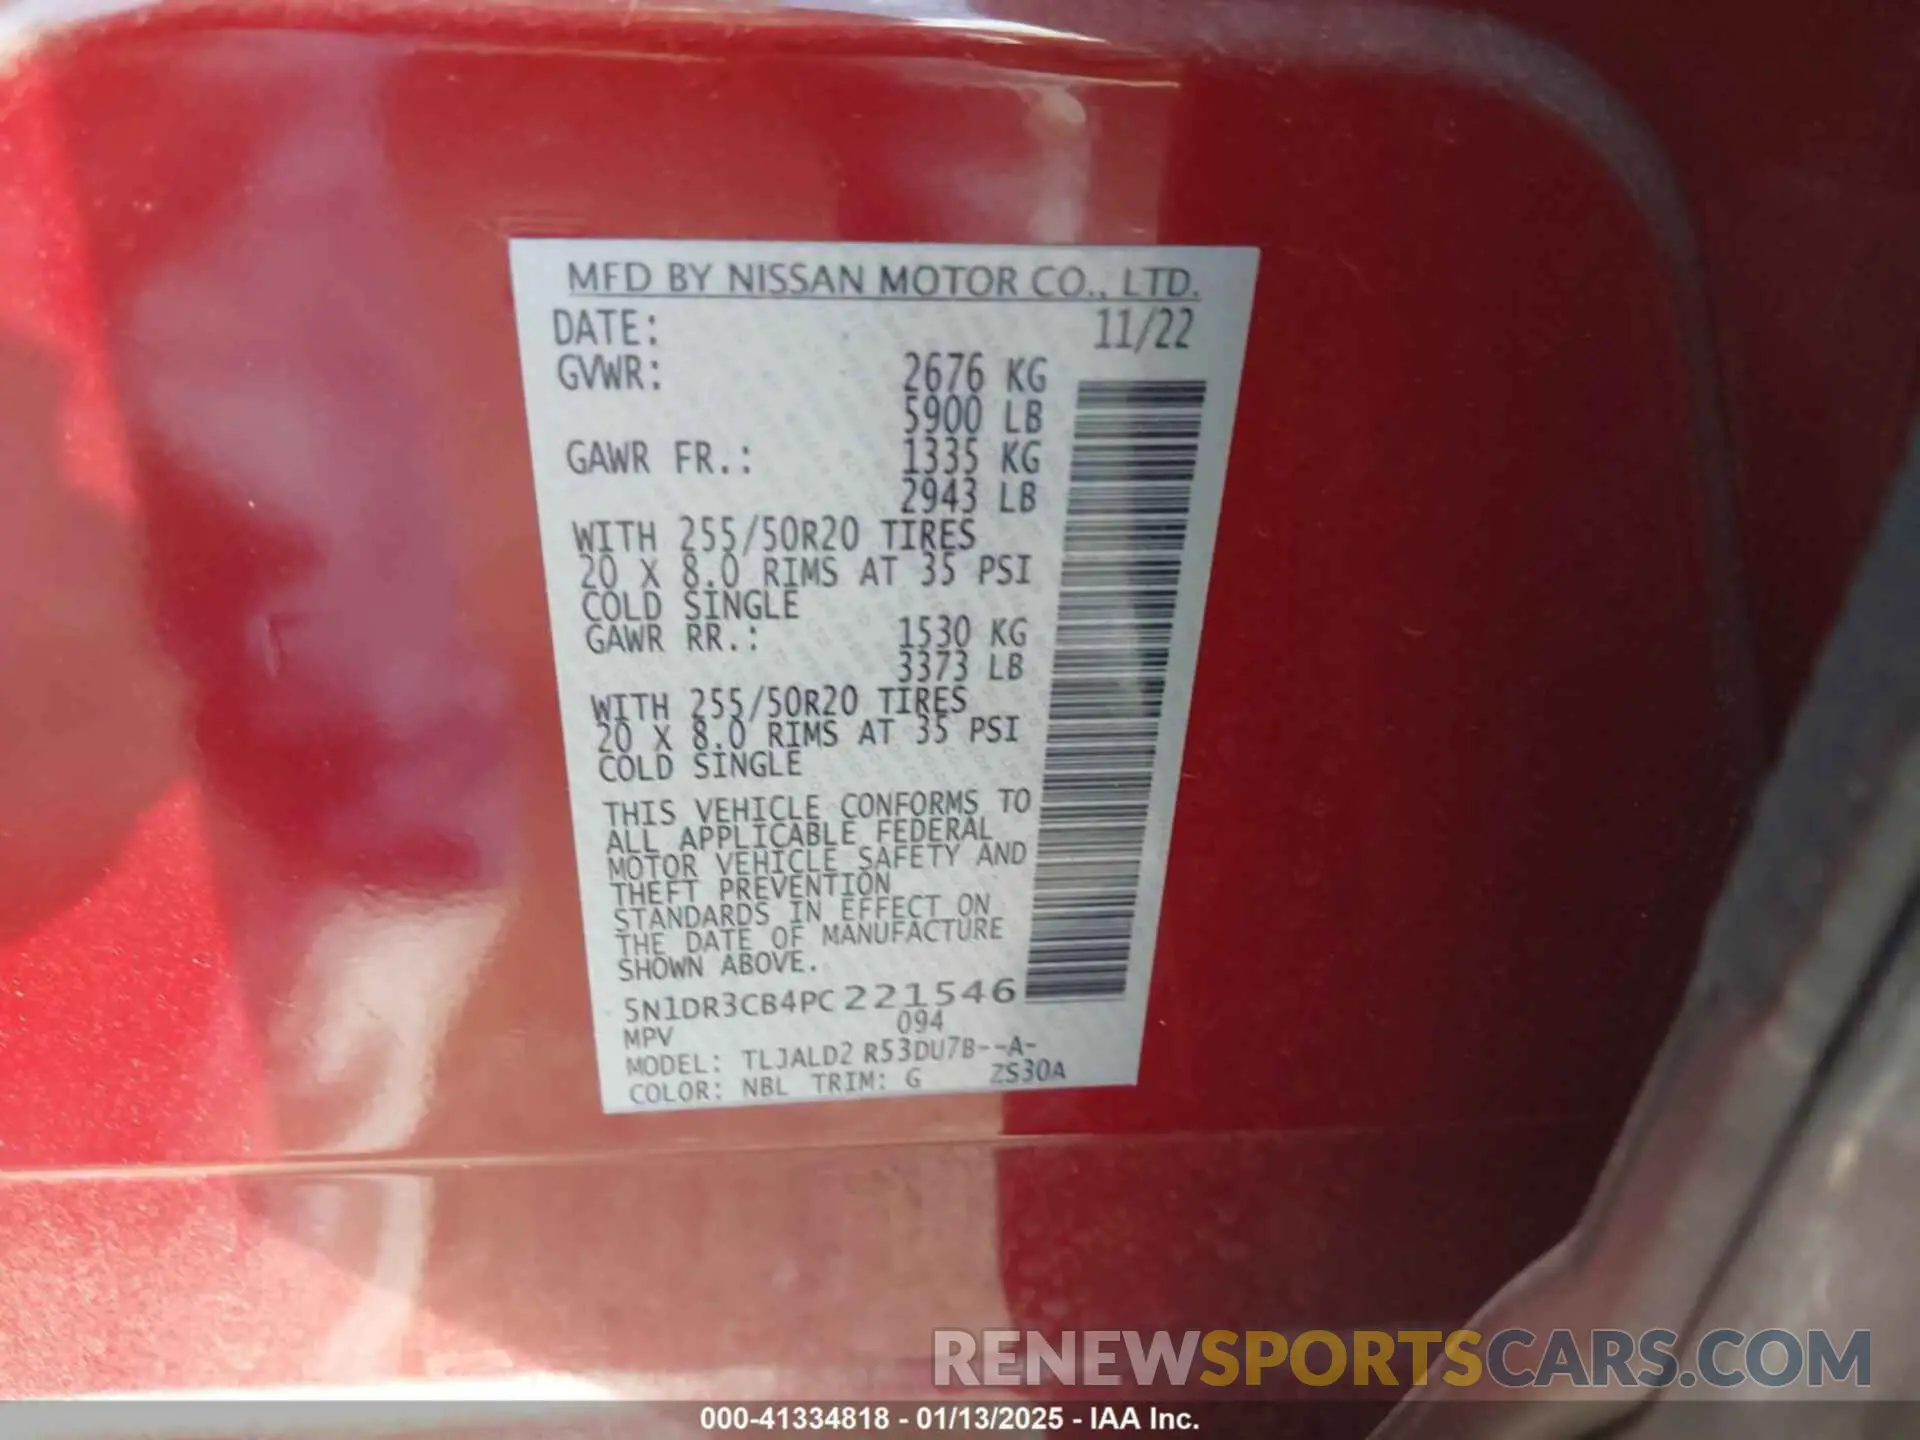 MFD BY NISSAN MOTOR CO., LTD.
DATE: 11/22
GVWR: 2676 KG
5900 LB
GAWR FR.: 1335 KG
2943 LB
WITH 255/50R20 TIRES
20 X 8.0 RIMS AT 35 PSI
COLD SINGLE
GAWR RR.: 1530 KG
3373 LB
WITH 255/50R20 TIRES
20 X 8.0 RIMS AT 35 PSI
COLD SINGLE
THIS VEHICLE CONFORMS TO
ALL APPLICABLE FEDERAL
MOTOR VEHICLE SAFETY AND
THEFT PREVENTION
STANDARDS IN EFFECT ON
THE DATE OF MANUFACTURE
SHOWN ABOVE.
5N1DR3CB4PC221546
MPV 094
MODEL: TLJALD2 R53DU7B--A-
COLOR: NBL TRIM: G ZS30A
RENEWSPORTSCARS.COM
000-41334818 - 01/13/2025 - IAA Inc.